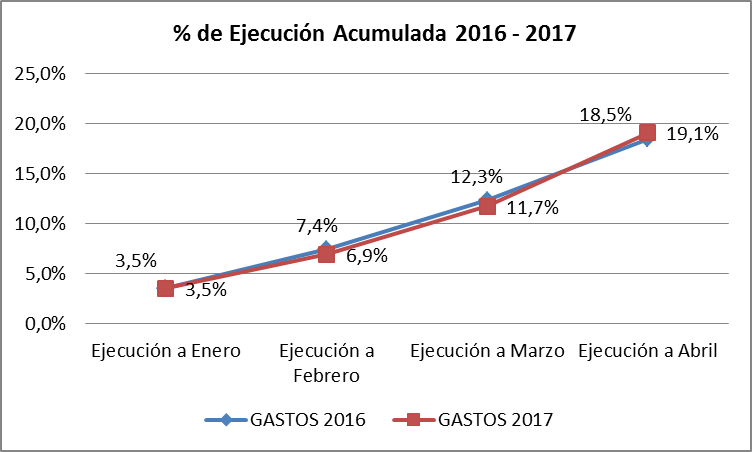 % de Ejecución Acumulada 2016 - 2017
25,0%
20,0%
15,0%
10,0%
5,0%
0,0%
3,5%
3,5%
7,4%
6,9%
12,3%
11,7%
18,5%
19,1%
Ejecución a Enero
Ejecución a
Febrero
Ejecución a Marzo
Ejecución a Abril
GASTOS 2016
GASTOS 2017